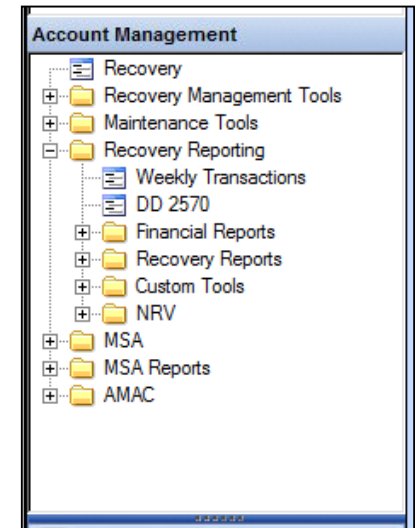 Account Management
Recovery
Recovery Management Tools
Maintenance Tools
Recovery Reporting
Weekly Transactions
DD 2570
Financial Reports
Recovery Reports
Custom Tools
NRV
MSA
MSA Reports
AMAC